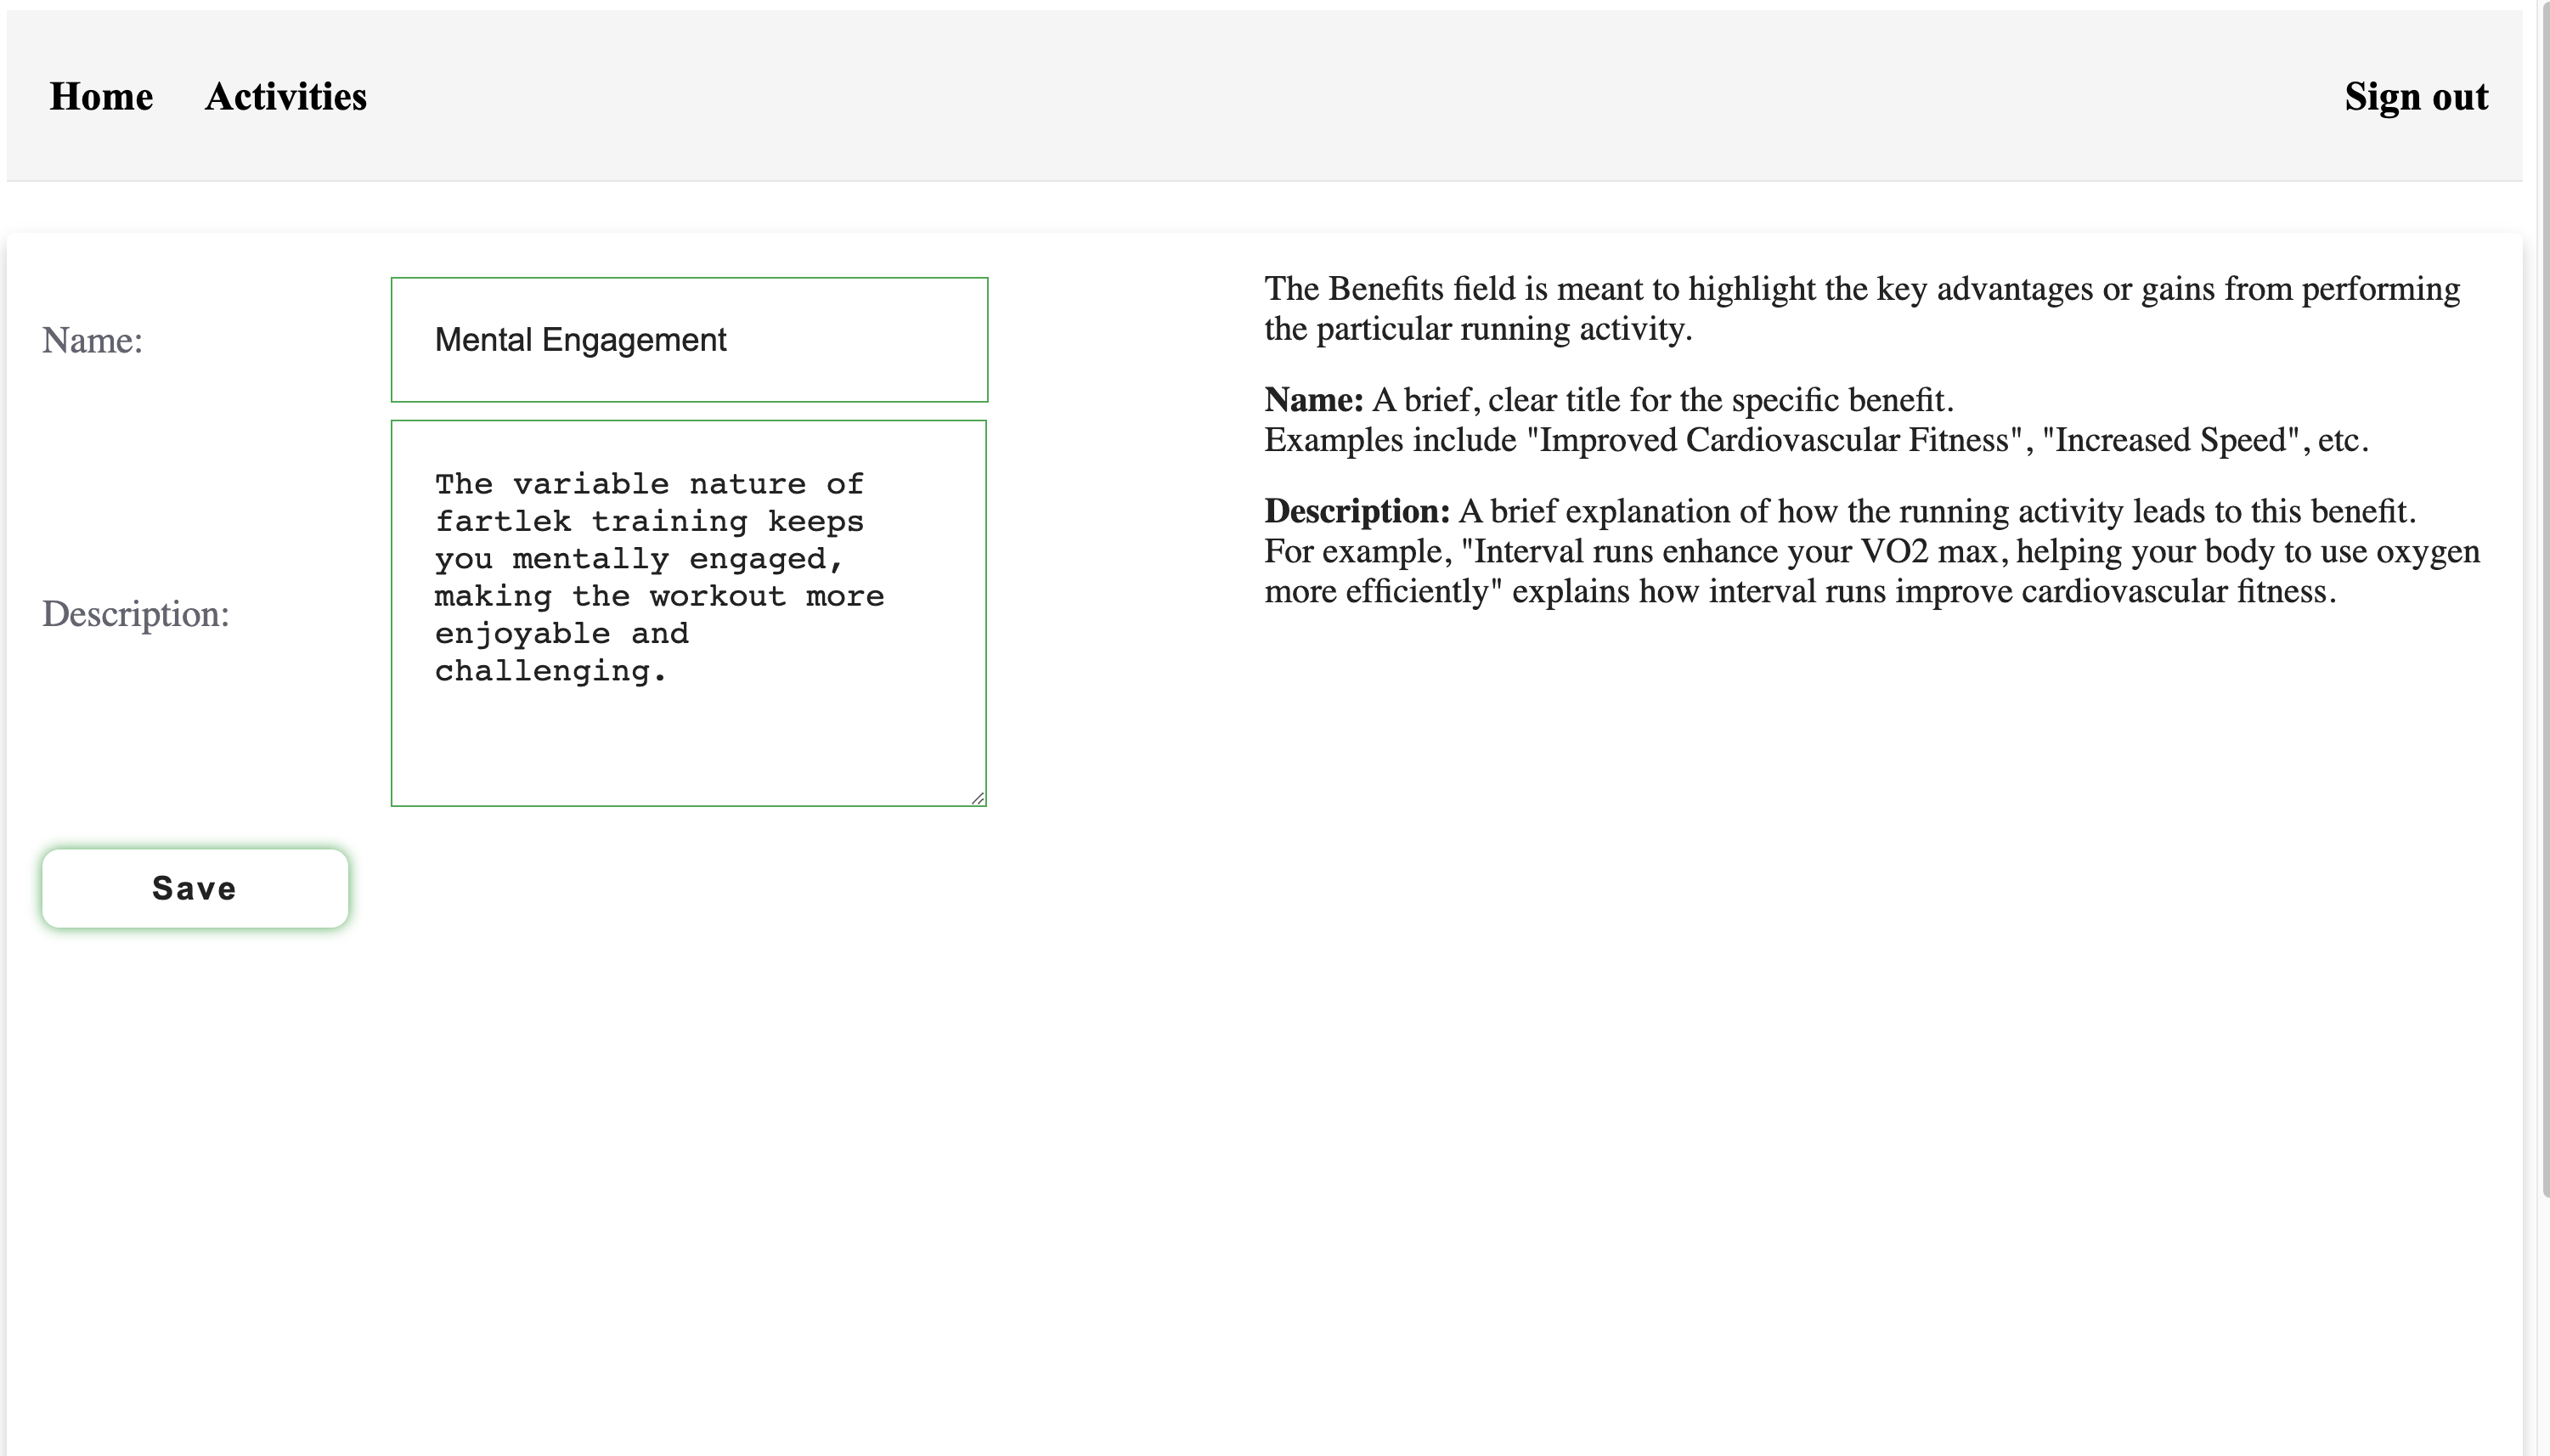 Home Activities Sign out
Name:
Mental Engagement
Description:
The variable nature of
fartlek training keeps
you mentally engaged,
making the workout more
enjoyable and
challenging.
Save
The Benefits field is meant to highlight the key advantages or gains from performing
the particular running activity.
Name: A brief, clear title for the specific benefit.
Examples include "Improved Cardiovascular Fitness", "Increased Speed", etc.
Description: A brief explanation of how the running activity leads to this benefit.
For example, "Interval runs enhance your VO2 max, helping your body to use oxygen
more efficiently" explains how interval runs improve cardiovascular fitness.